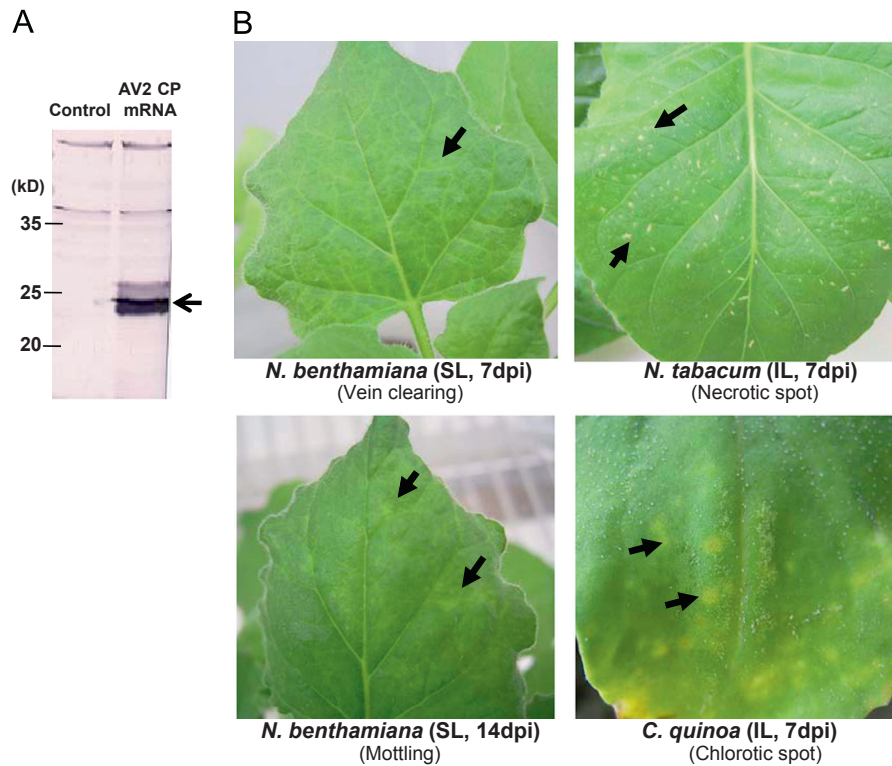 A
B
AV2 CP
Control mRNA
(kD)
35
25
20
N. benthamiana (SL, 7dpi)
(Vein clearing)
N. tabacum (IL, 7dpi)
(Necrotic spot)
N. benthamiana (SL, 14dpi)
(Mottling)
C. quinoa (IL, 7dpi)
(Chlorotic spot)